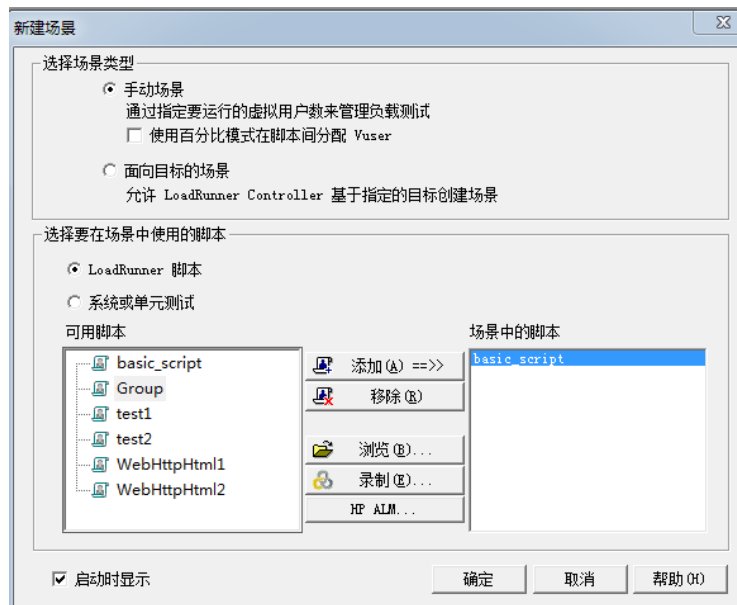 新建场景
选择场景类型
手动场景
通过指定要运行的虚拟用户数来管理负载测试
使用百分比模式在脚本间分配 Vuser
面向目标的场景
允许 LoadRunner Controller 基于指定的目标创建场景
选择要在场景中使用的脚本
LoadRunner 脚本
系统或单元测试
可用脚本
场景中的脚本
basic_script
Group
test1
test2
WebHttpHtml1
WebHttpHtml2
添加(A) ==>>
移除(R)
浏览(B)...
录制(E)...
HP ALM...
basic_script
启动时显示
确定
取消
帮助(H)